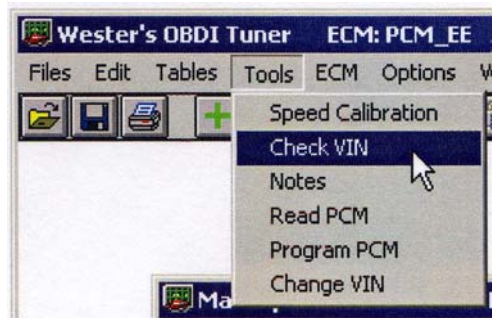 Wester's OBDI Tuner ECM: PCM_EE
Files Edit Tables Tools ECM Options
Speed Calibration
Check VIN
Notes
Read PCM
Program PCM
Change VIN
Ma